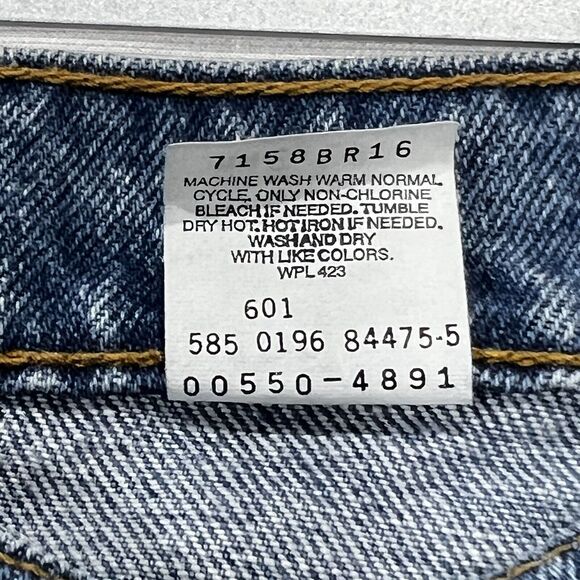 7158BR16
MACHINE WASH WARM NORMAL
CYCLE. ONLY NON-CHLORINE
BLEACH IF NEEDED. TUMBLE
DRY HOT. HOT IRON IF NEEDED.
WASH AND DRY
WITH LIKE COLORS.
WPL 423
601
585 0196 84475-5
00550-4891